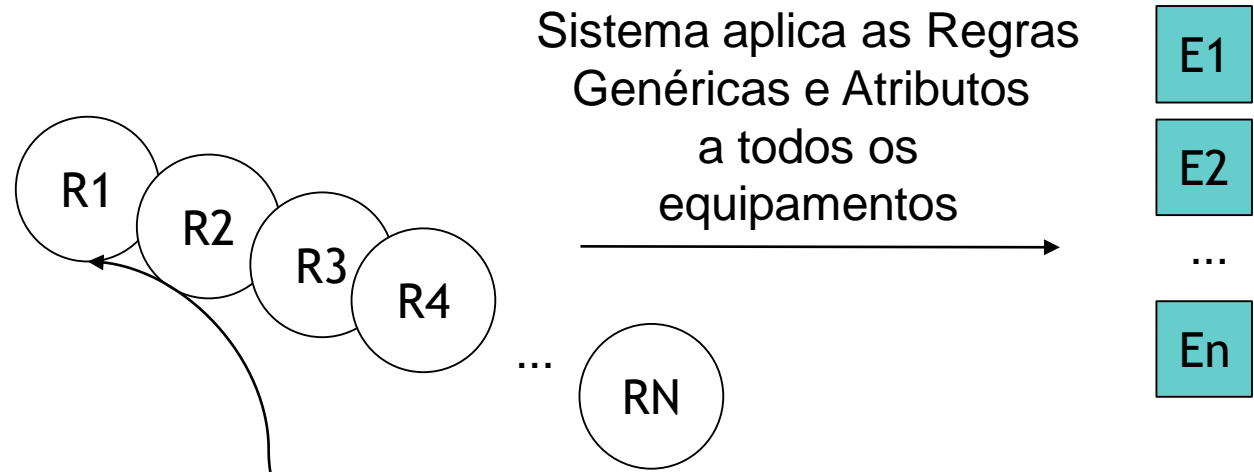 Sistema aplica as Regras
Genéricas e Atributos
a todos os
equipamentos
R1
R2
R3
R4
...
RN
E1
E2
...
En